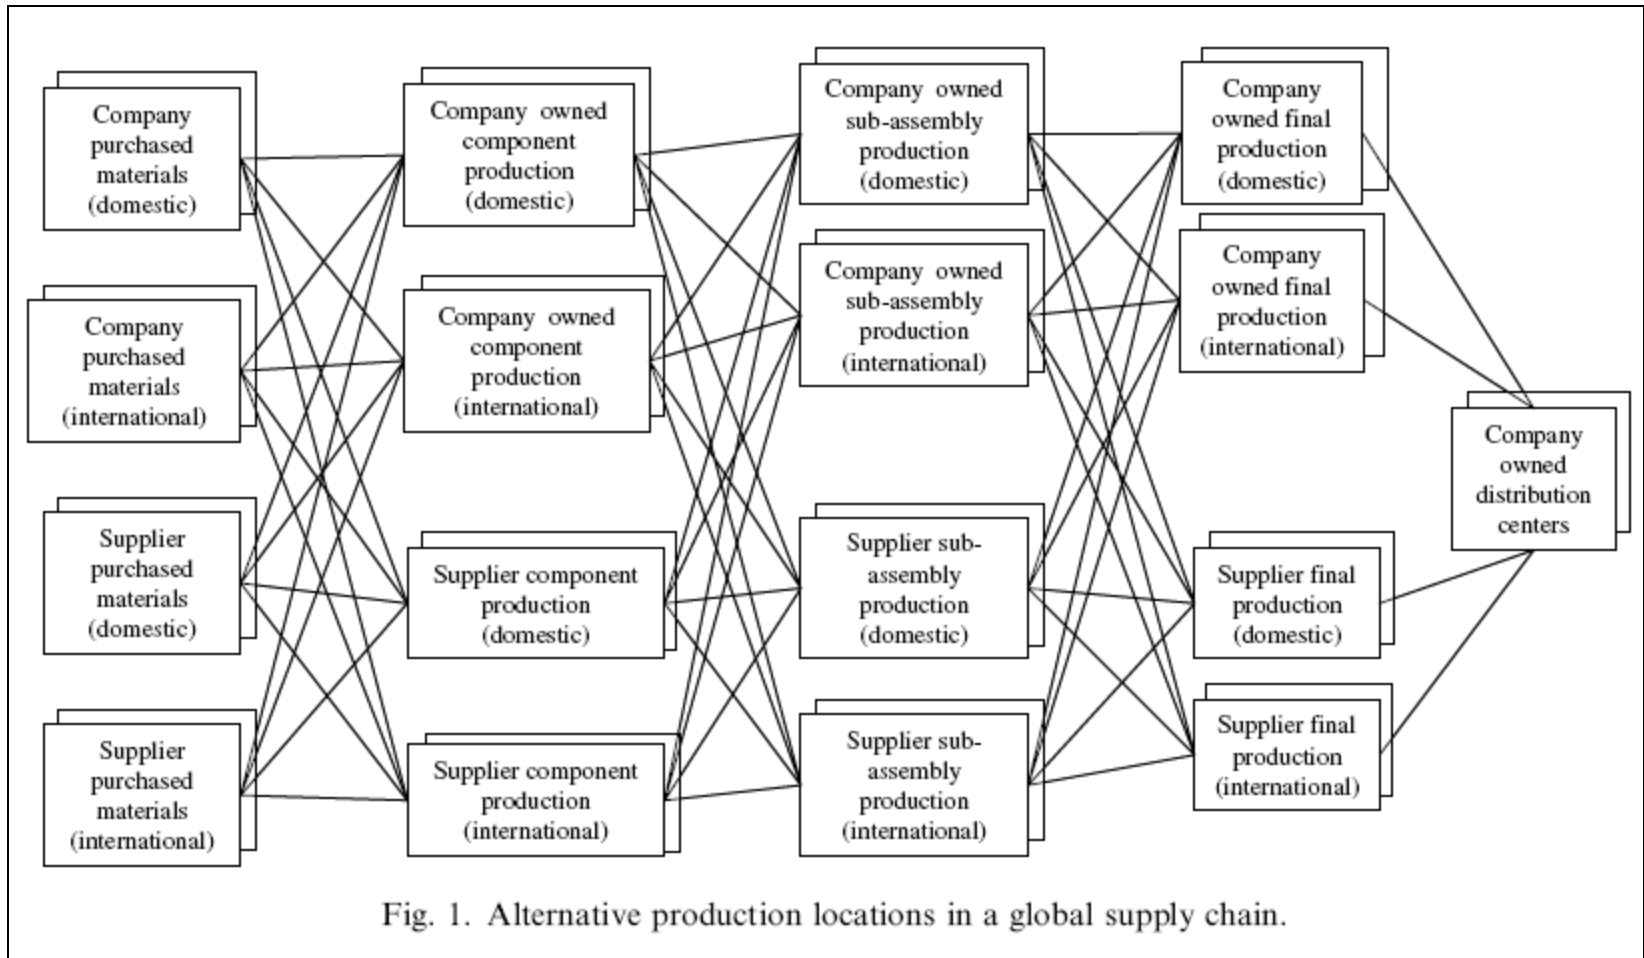 Company
purchased
materials
(domestic)
Company
purchased
materials
(international)
Supplier
purchased
materials
(domestic)
Supplier
purchased
materials
(international)
Company owned
component
production
(domestic)
Company owned
component
production
(international)
Supplier component
production
(domestic)
Supplier component
production
(international)
Company owned
sub-assembly
production
(domestic)
Company owned
sub-assembly
production
(international)
Supplier sub-
assembly
production
(domestic)
Supplier sub-
assembly
production
(international)
Company
owned final
production
(domestic)
Company
owned final
production
(international)
Supplier final
production
(domestic)
Supplier final
production
(international)
Company
owned
distribution
centers
Fig. 1. Alternative production locations in a global supply chain.